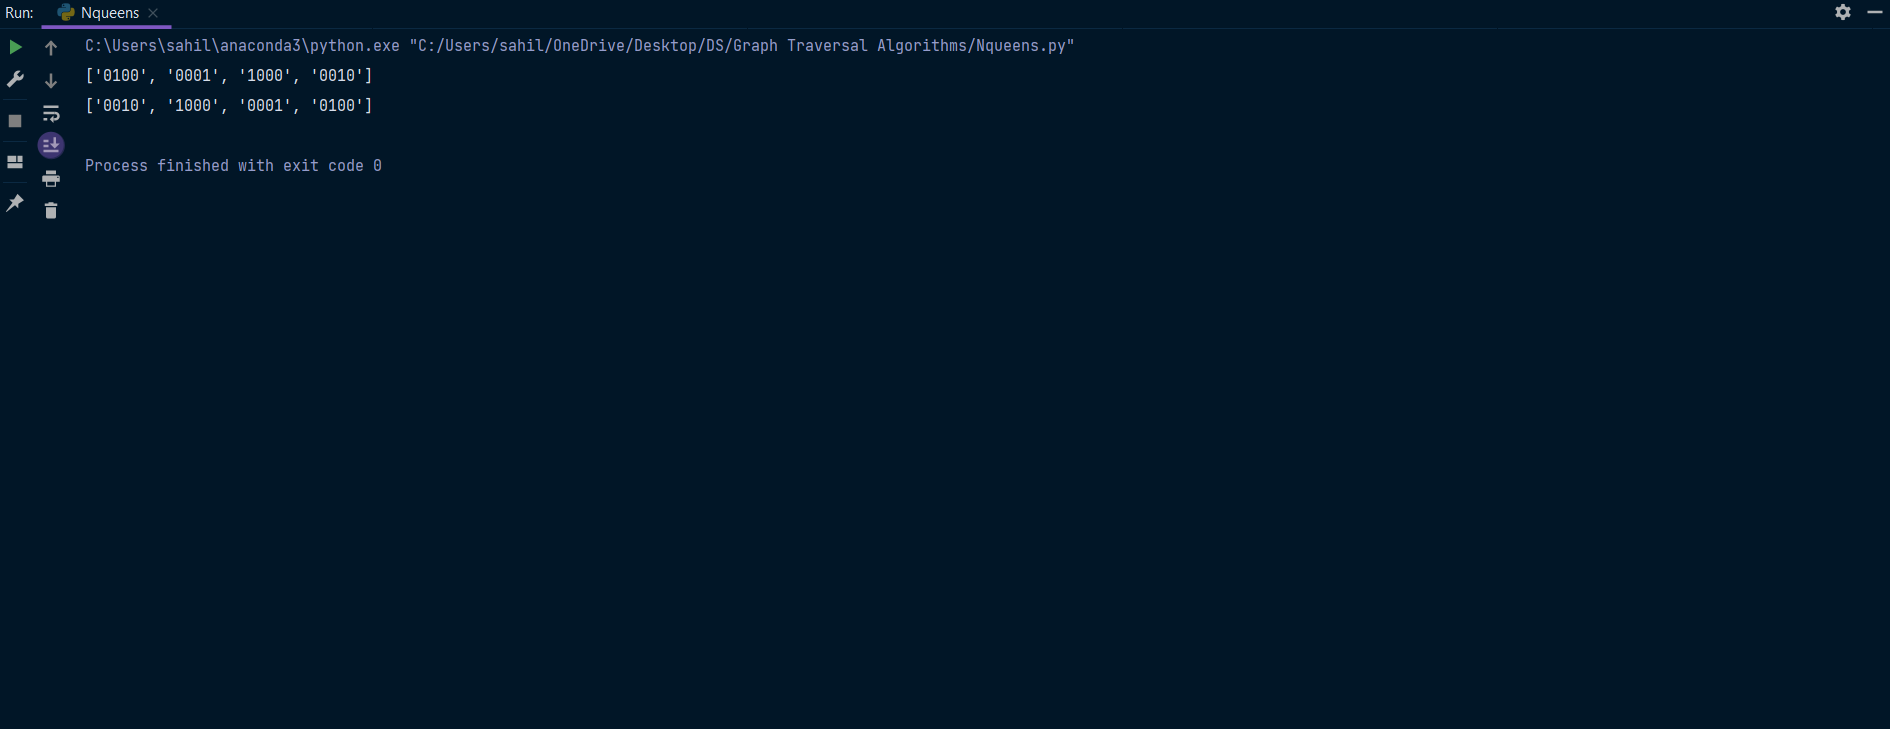 Run: Nqueens
C:\Users\sahil\anaconda3\python.exe "C:/Users/sahil/OneDrive/Desktop/DS/Graph Traversal Algorithms/Nqueens.py"
['0100', '0001', '1000', '0010']
['0010', '1000', '0001', '0100']
Process finished with exit code 0